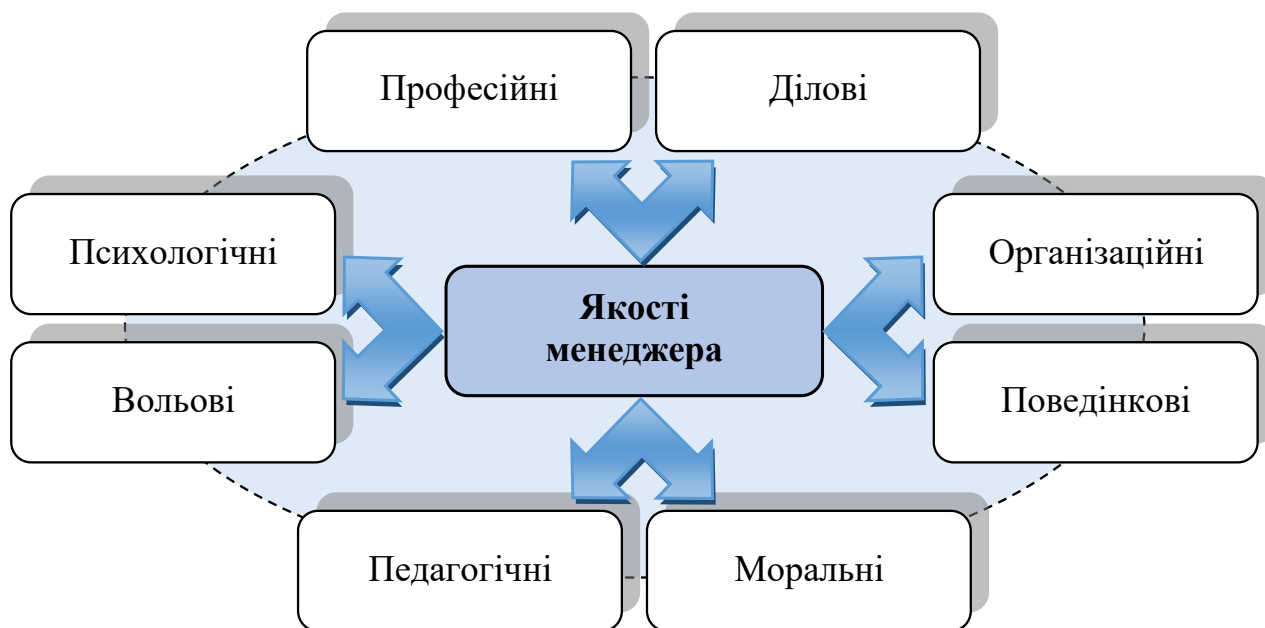 Професійні
Ділові
Психологічні
Організаційні
Якості
менеджера
Вольові
Поведінкові
Педагогічні
Моральні